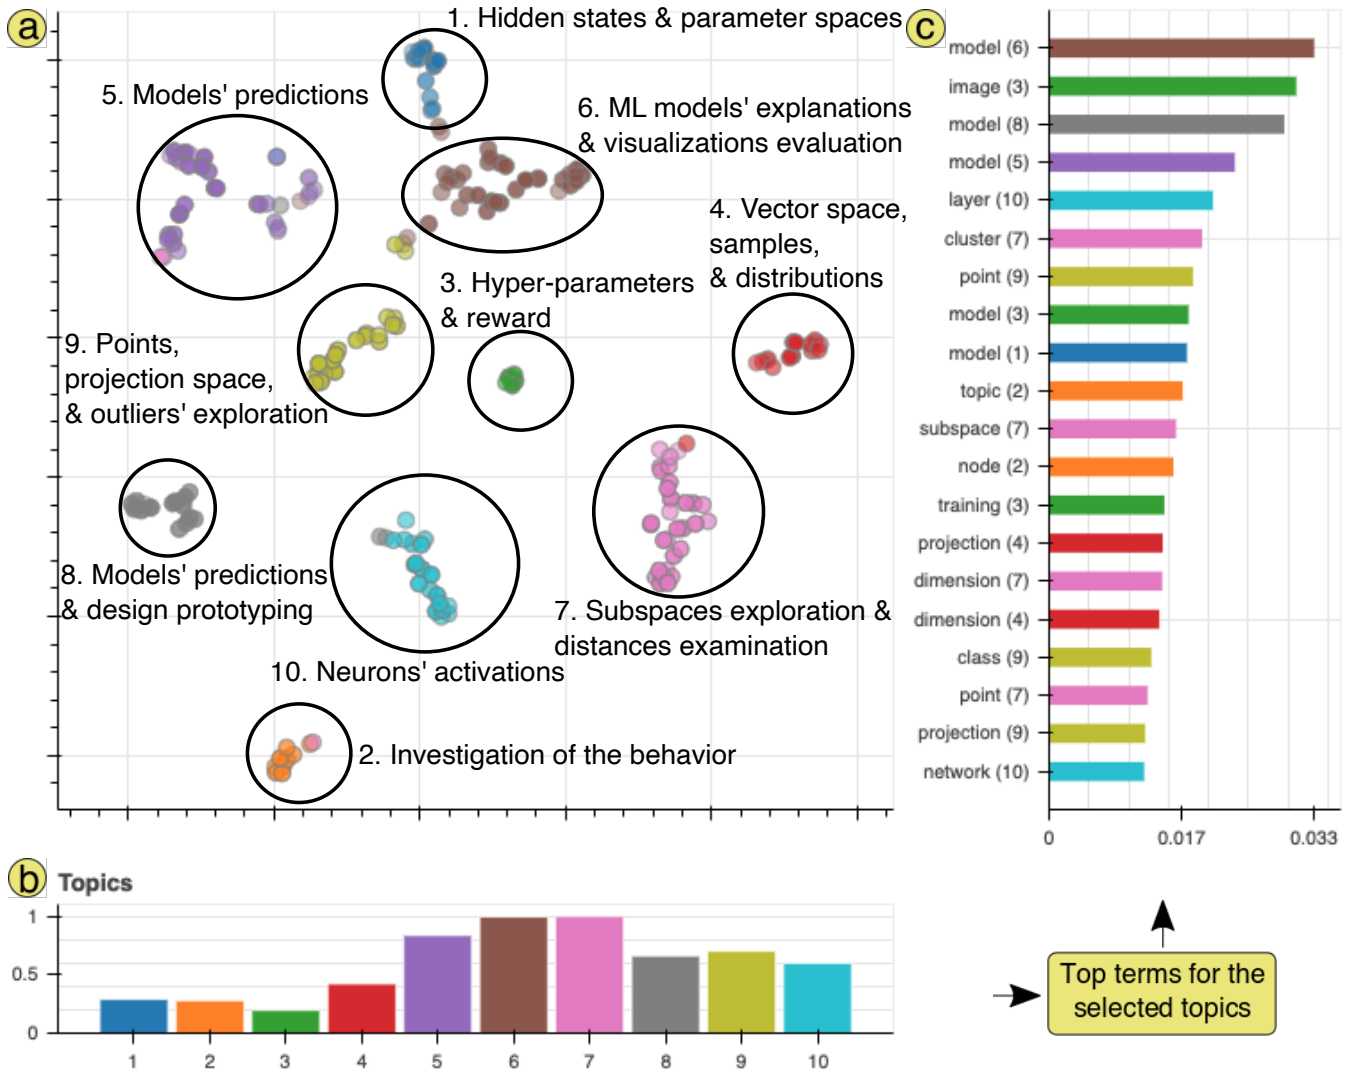 a
1. Hidden states & parameter spaces
5. Models' predictions
6. ML models' explanations
& visualizations evaluation
4. Vector space,
samples,
& distributions
3. Hyper-parameters
& reward
9. Points,
projection space,
& outliers' exploration
8. Models' predictions
& design prototyping
7. Subspaces exploration &
distances examination
10. Neurons' activations
2. Investigation of the behavior
c
model (6)
image (3)
model (8)
model (5)
layer (10)
cluster (7)
point (9)
model (3)
model (1)
topic (2)
subspace (7)
node (2)
training (3)
projection (4)
dimension (7)
dimension (4)
class (9)
point (7)
projection (9)
network (10)
0 0.017 0.033
b
Topics
1
0.5
0
1 2 3 4 5 6 7 8 9 10
Top terms for the
selected topics